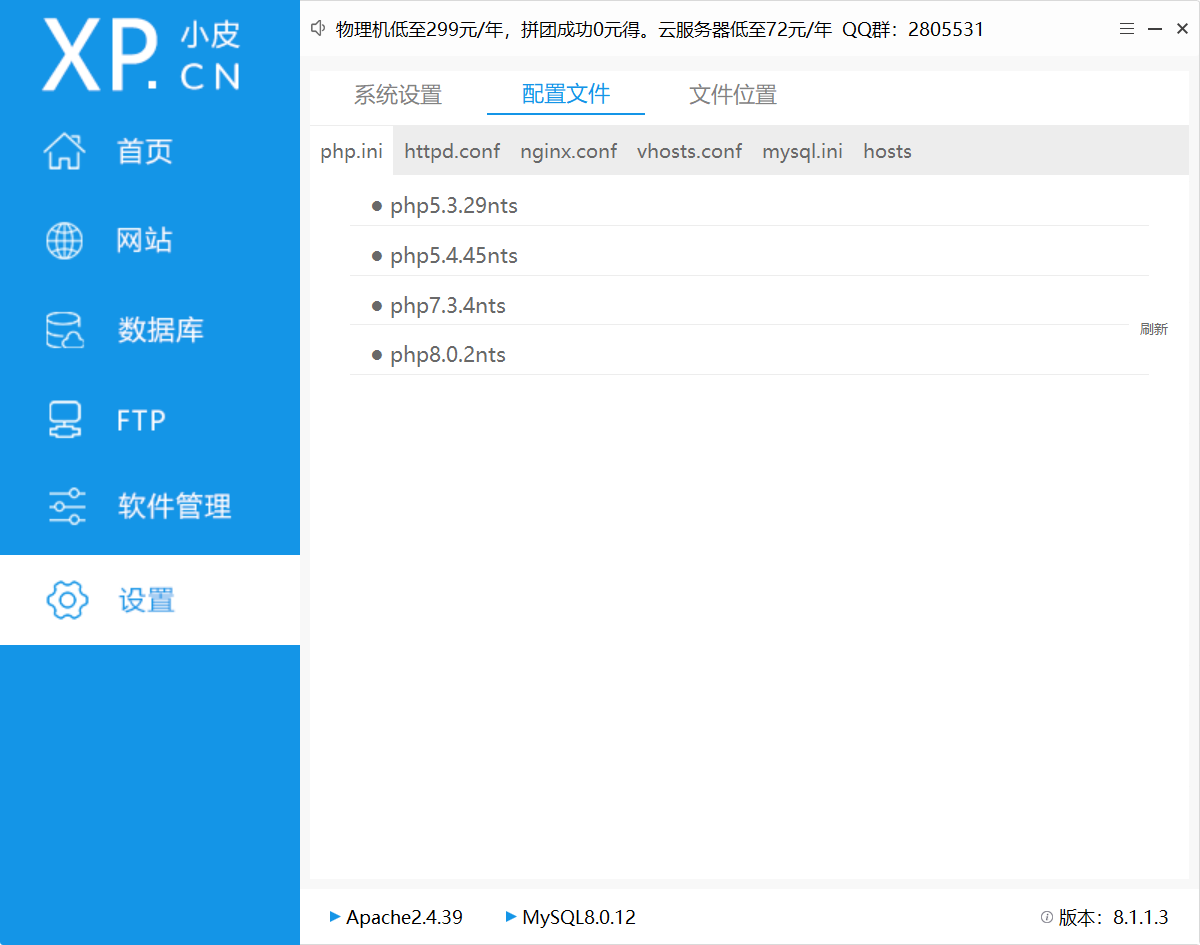 XP.小皮
CN
物理机低至299元/年，拼团成功0元得。云服务器低至72元/年 QQ群：2805531
首页
网站
数据库
FTP
软件管理
设置
系统设置 配置文件 文件位置
php.ini httpd.conf nginx.conf vhosts.conf mysql.ini hosts
php5.3.29nts
php5.4.45nts
php7.3.4nts
刷新
php8.0.2nts
Apache2.4.39 MySQL8.0.12 版本：8.1.1.3